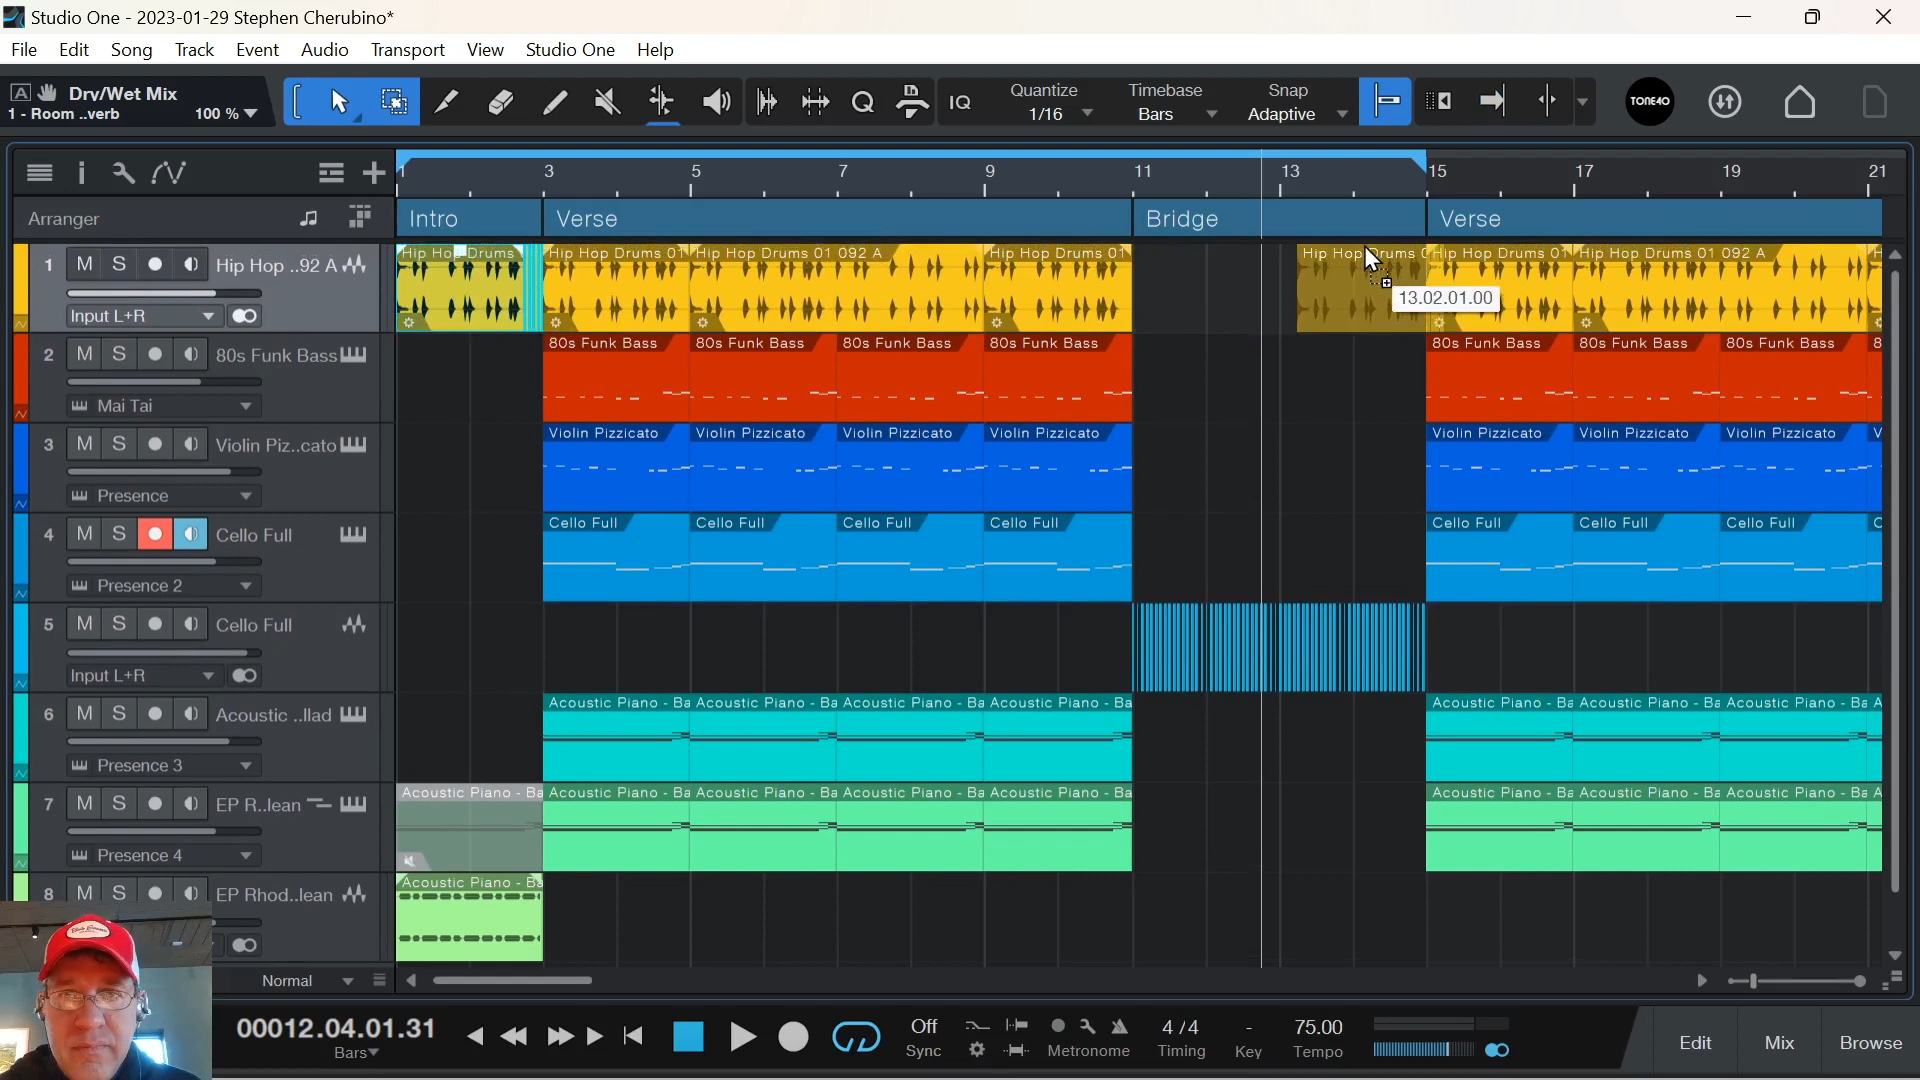 Studio One - 2023-01-29 Stephen Cherubino*
File Edit Song Track Event Audio Transport View Studio One Help
A Dry/Wet Mix
1 - Room ..verb 100 %
IQ
Quantize
1/16
Timebase
Bars
Snap
Adaptive
TONE40
1 3 5 7 9 11 13 15 17 19 21
Arranger
Intro Verse Bridge Verse
1 M S Hip Hop ..92 A
Input L+R
Hip Hop Drums Hip Hop Drums 01 Hip Hop Drums 01 092 A Hip Hop Drums 01 Hip Hop Drums 0 Hip Hop Drums 01 Hip Hop Drums 01 092 A H
13.02.01.00
2 M S 80s Funk Bass
Mai Tai
80s Funk Bass 80s Funk Bass 80s Funk Bass 80s Funk Bass 80s Funk Bass 80s Funk Bass 80s Funk Bass 8
3 M S Violin Piz..cato
Presence
Violin Pizzicato Violin Pizzicato Violin Pizzicato Violin Pizzicato Violin Pizzicato Violin Pizzicato Violin Pizzicato V
4 M S Cello Full
Presence 2
Cello Full Cello Full Cello Full Cello Full Cello Full Cello Full Cello Full C
5 M S Cello Full
Input L+R
6 M S Acoustic ..llad
Presence 3
Acoustic Piano - Ba Acoustic Piano - Ba Acoustic Piano - Ba Acoustic Piano - Ba Acoustic Piano - Ba Acoustic Piano - Ba Acoustic Piano - Ba A
7 M S EP R..lean
Presence 4
Acoustic Piano - Ba Acoustic Piano - Ba Acoustic Piano - Ba Acoustic Piano - Ba Acoustic Piano - Ba Acoustic Piano - Ba Acoustic Piano - Ba Acoustic Piano - Ba A
8 M S EP Rhod..lean
Acoustic Piano - Ba
Normal
00012.04.01.31
Bars
Off
Sync
Metronome
4 / 4
Timing
-
Key
75.00
Tempo
Edit Mix Browse